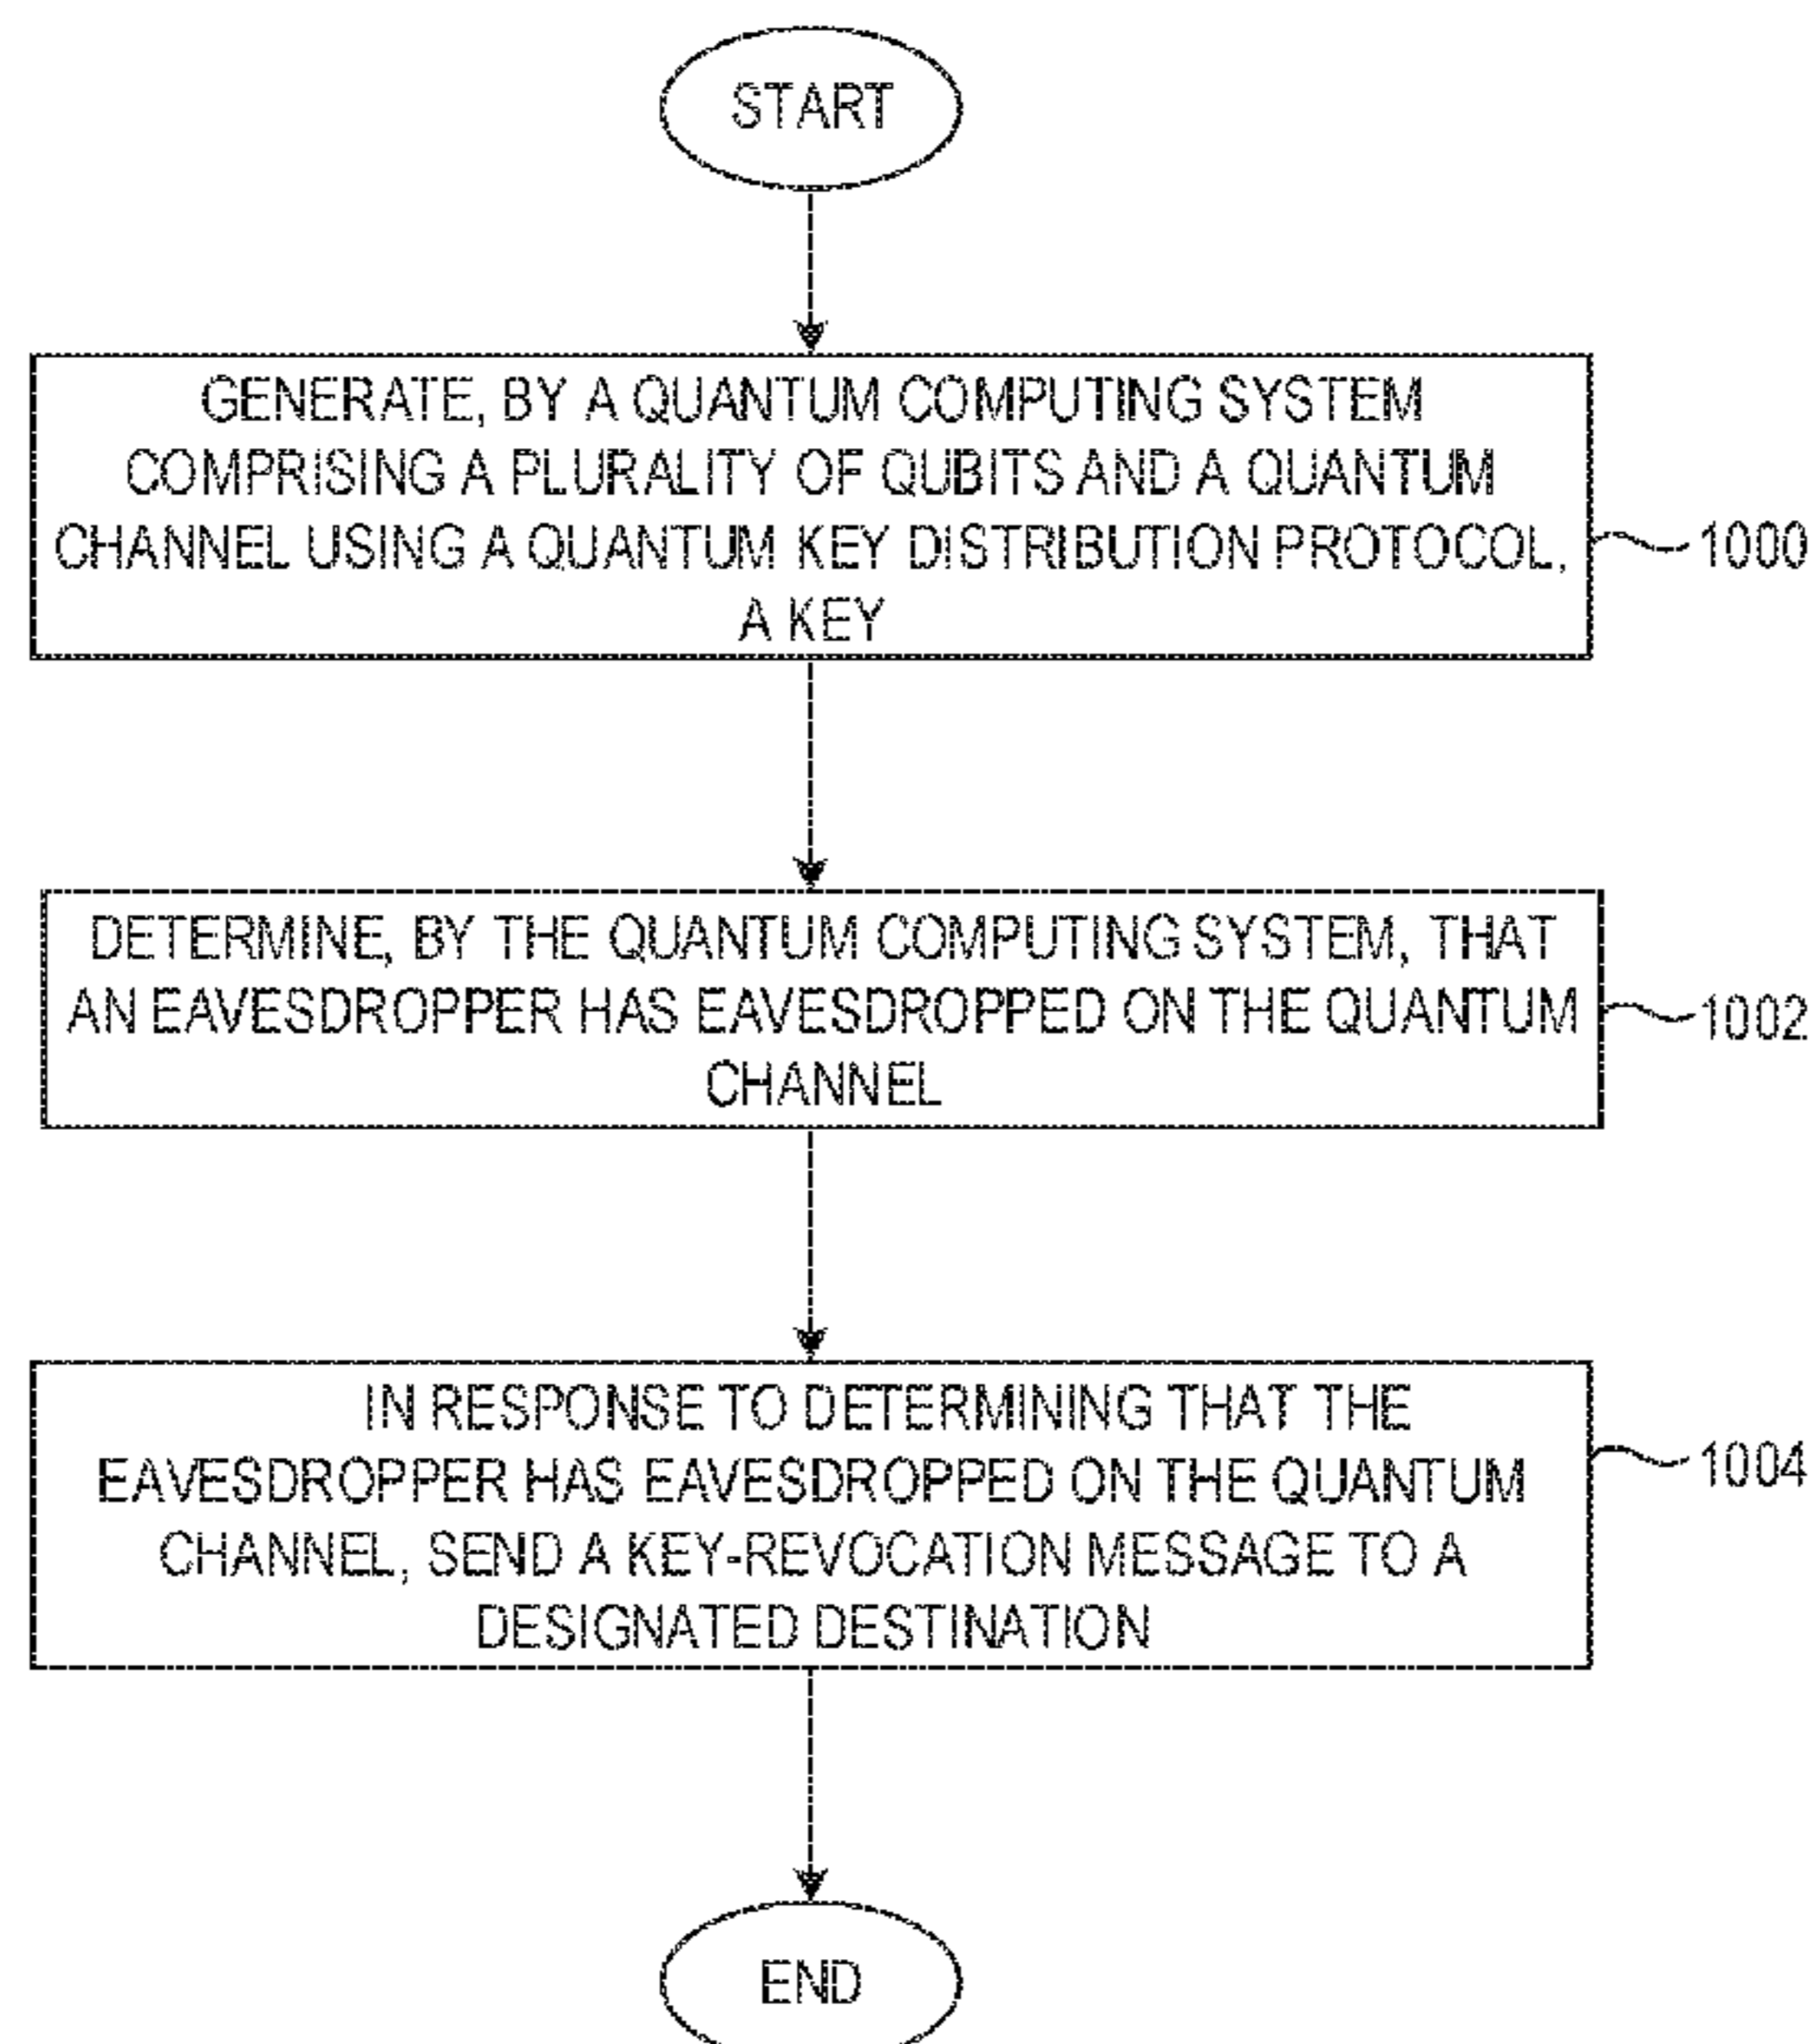 START
GENERATE, BY A QUANTUM COMPUTING SYSTEM
COMPRISING A PLURALITY OF QUBITS AND A QUANTUM
CHANNEL USING A QUANTUM KEY DISTRIBUTION PROTOCOL,
A KEY
1000
DETERMINE, BY THE QUANTUM COMPUTING SYSTEM, THAT
AN EAVESDROPPER HAS EAVESDROPPED ON THE QUANTUM
CHANNEL
1002
IN RESPONSE TO DETERMINING THAT THE
EAVESDROPPER HAS EAVESDROPPED ON THE QUANTUM
CHANNEL, SEND A KEY-REVOCATION MESSAGE TO A
DESIGNATED DESTINATION
1004
END